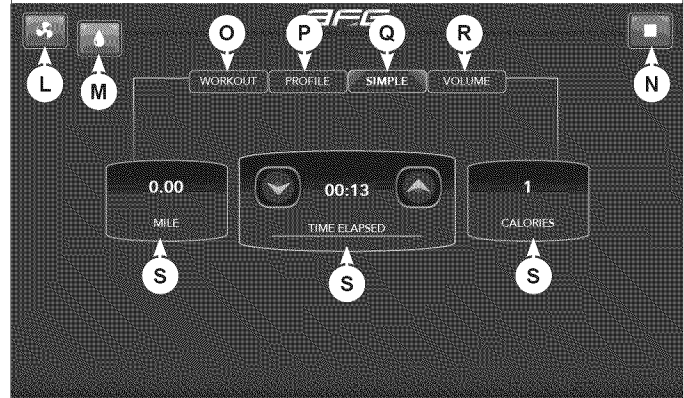 AFG
O P Q R
L M N
WORKOUT PROFILE SIMPLE VOLUME
0.00 00:13 1
MILE TIME ELAPSED CALORIES
S S S